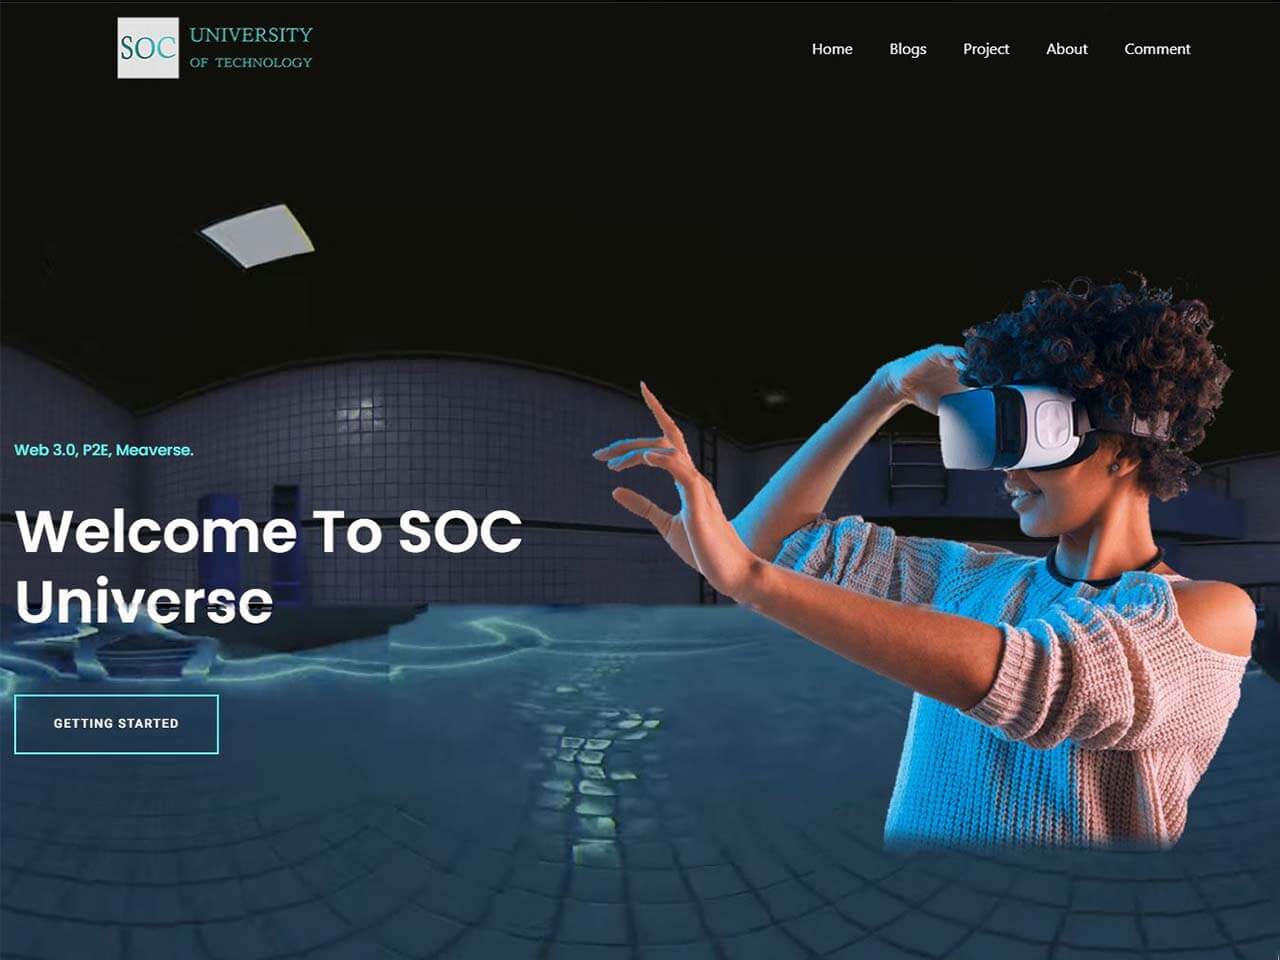 SOC
UNIVERSITY
OF TECHNOLOGY
Home Blogs Project About Comment
Web 3.0, P2E, Meaverse.
Welcome To SOC
Universe
GETTING STARTED